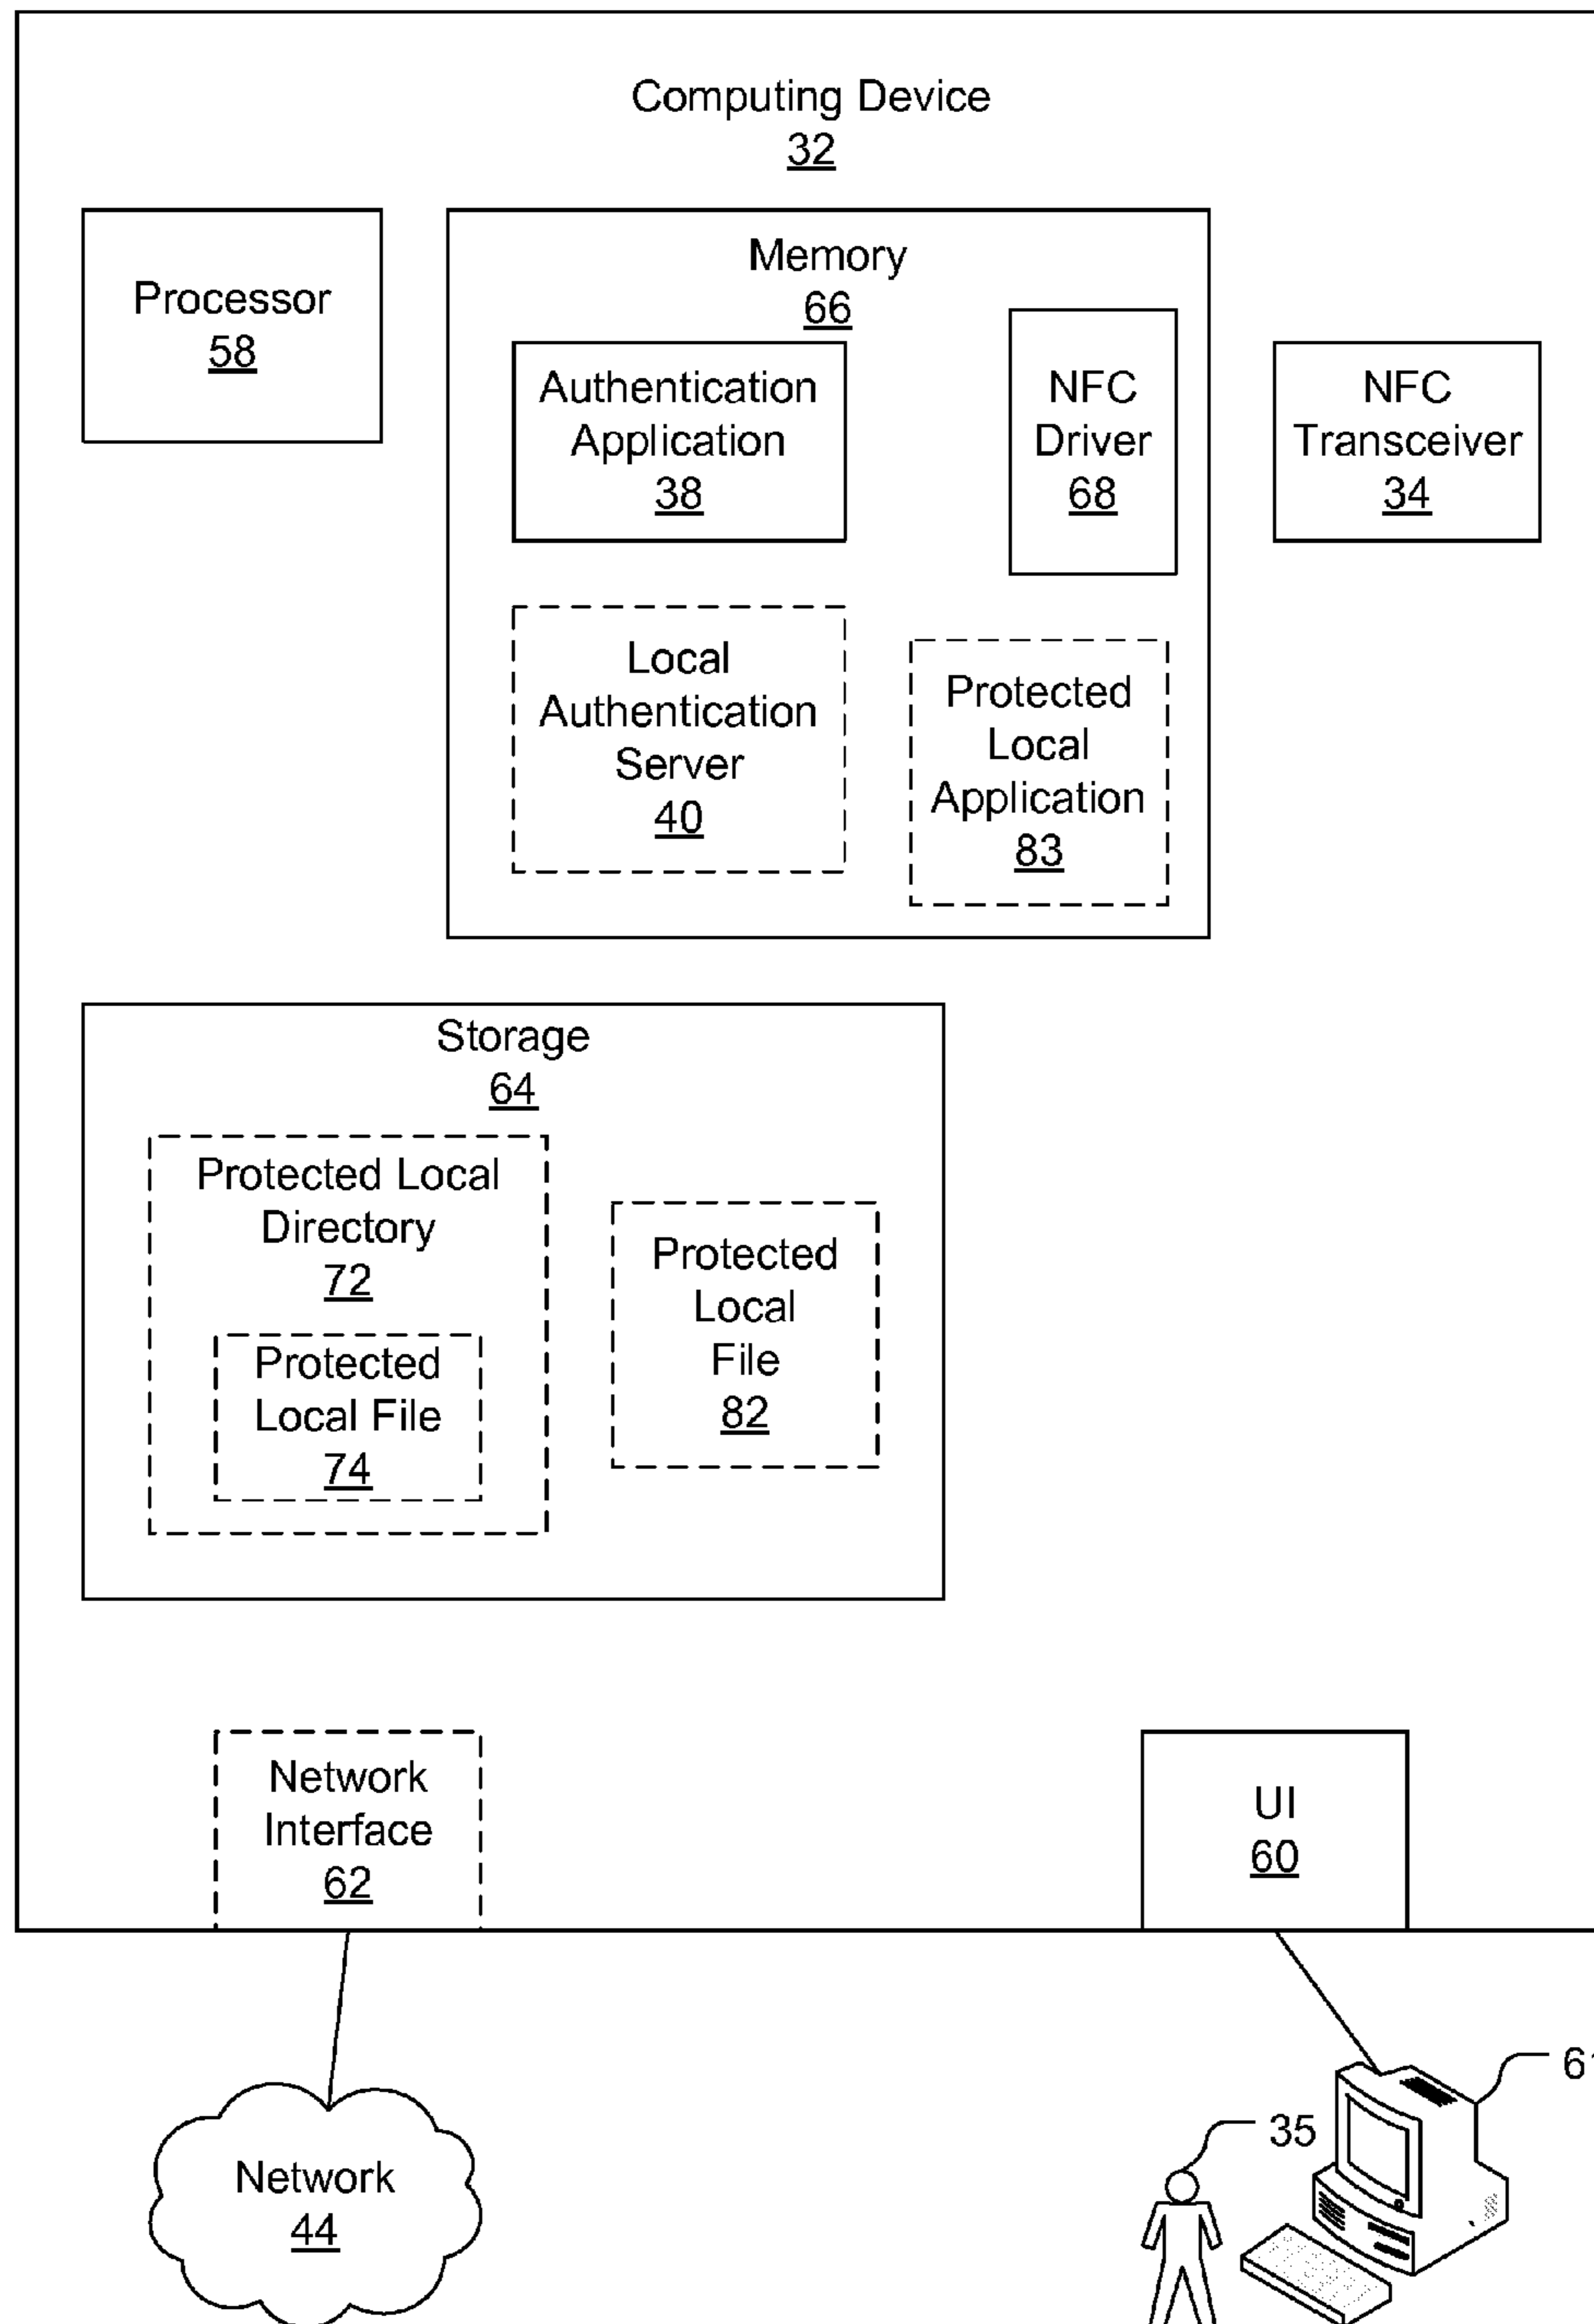 Computing Device
32
Processor
58
Memory
66
Authentication
Application
38
NFC
Driver
68
NFC
Transceiver
34
Local
Authentication
Server
40
Protected
Local
Application
83
Storage
64
Protected Local
Directory
72
Protected
Local File
74
Protected
Local
File
82
Network
Interface
62
UI
60
61
35
Network
44